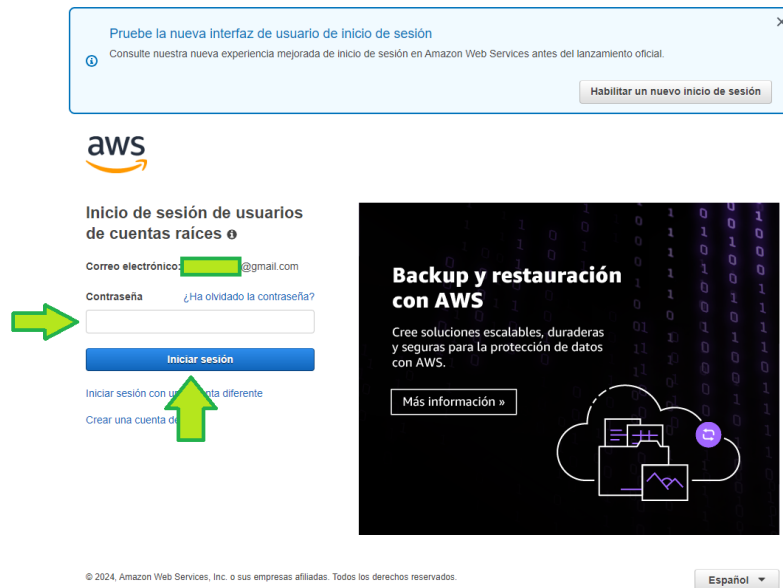 Pruebe la nueva interfaz de usuario de inicio de sesión
Consulte nuestra nueva experiencia mejorada de inicio de sesión en Amazon Web Services antes del lanzamiento oficial.
Habilitar un nuevo inicio de sesión
aws
Inicio de sesión de usuarios
de cuentas raíces
Correo electrónico: @gmail.com
Contraseña ¿Ha olvidado la contraseña?
Iniciar sesión
Iniciar sesión con diferente
Crear una cuenta
Backup y restauración
con AWS
Cree soluciones escalables, duraderas
y seguras para la protección de datos
con AWS.
Más información »
© 2024, Amazon Web Services, Inc. o sus empresas afiliadas. Todos los derechos reservados.
Español